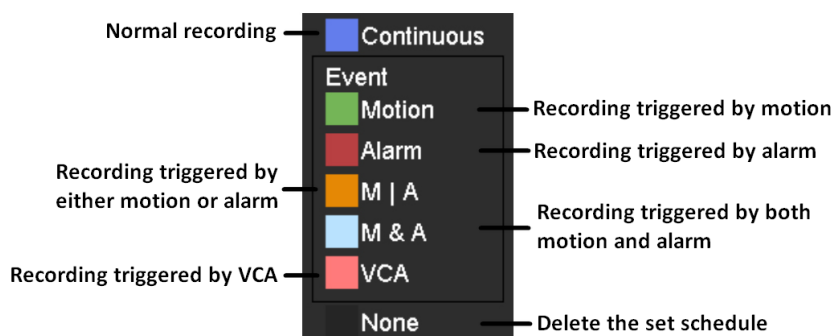 Normal recording
Continuous
Event
Motion
Recording triggered by motion
Alarm
Recording triggered by alarm
Recording triggered by
either motion or alarm
M | A
M & A
Recording triggered by both
motion and alarm
Recording triggered by VCA
VCA
None
Delete the set schedule